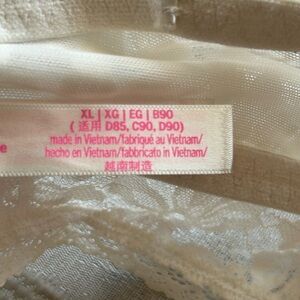 XL | XG | EG | B90
(适用 D85, C90, D90)
made in Vietnam/fabriqué au Vietnam/
hecho en Vietnam/fabbricato in Vietnam/
越南制造